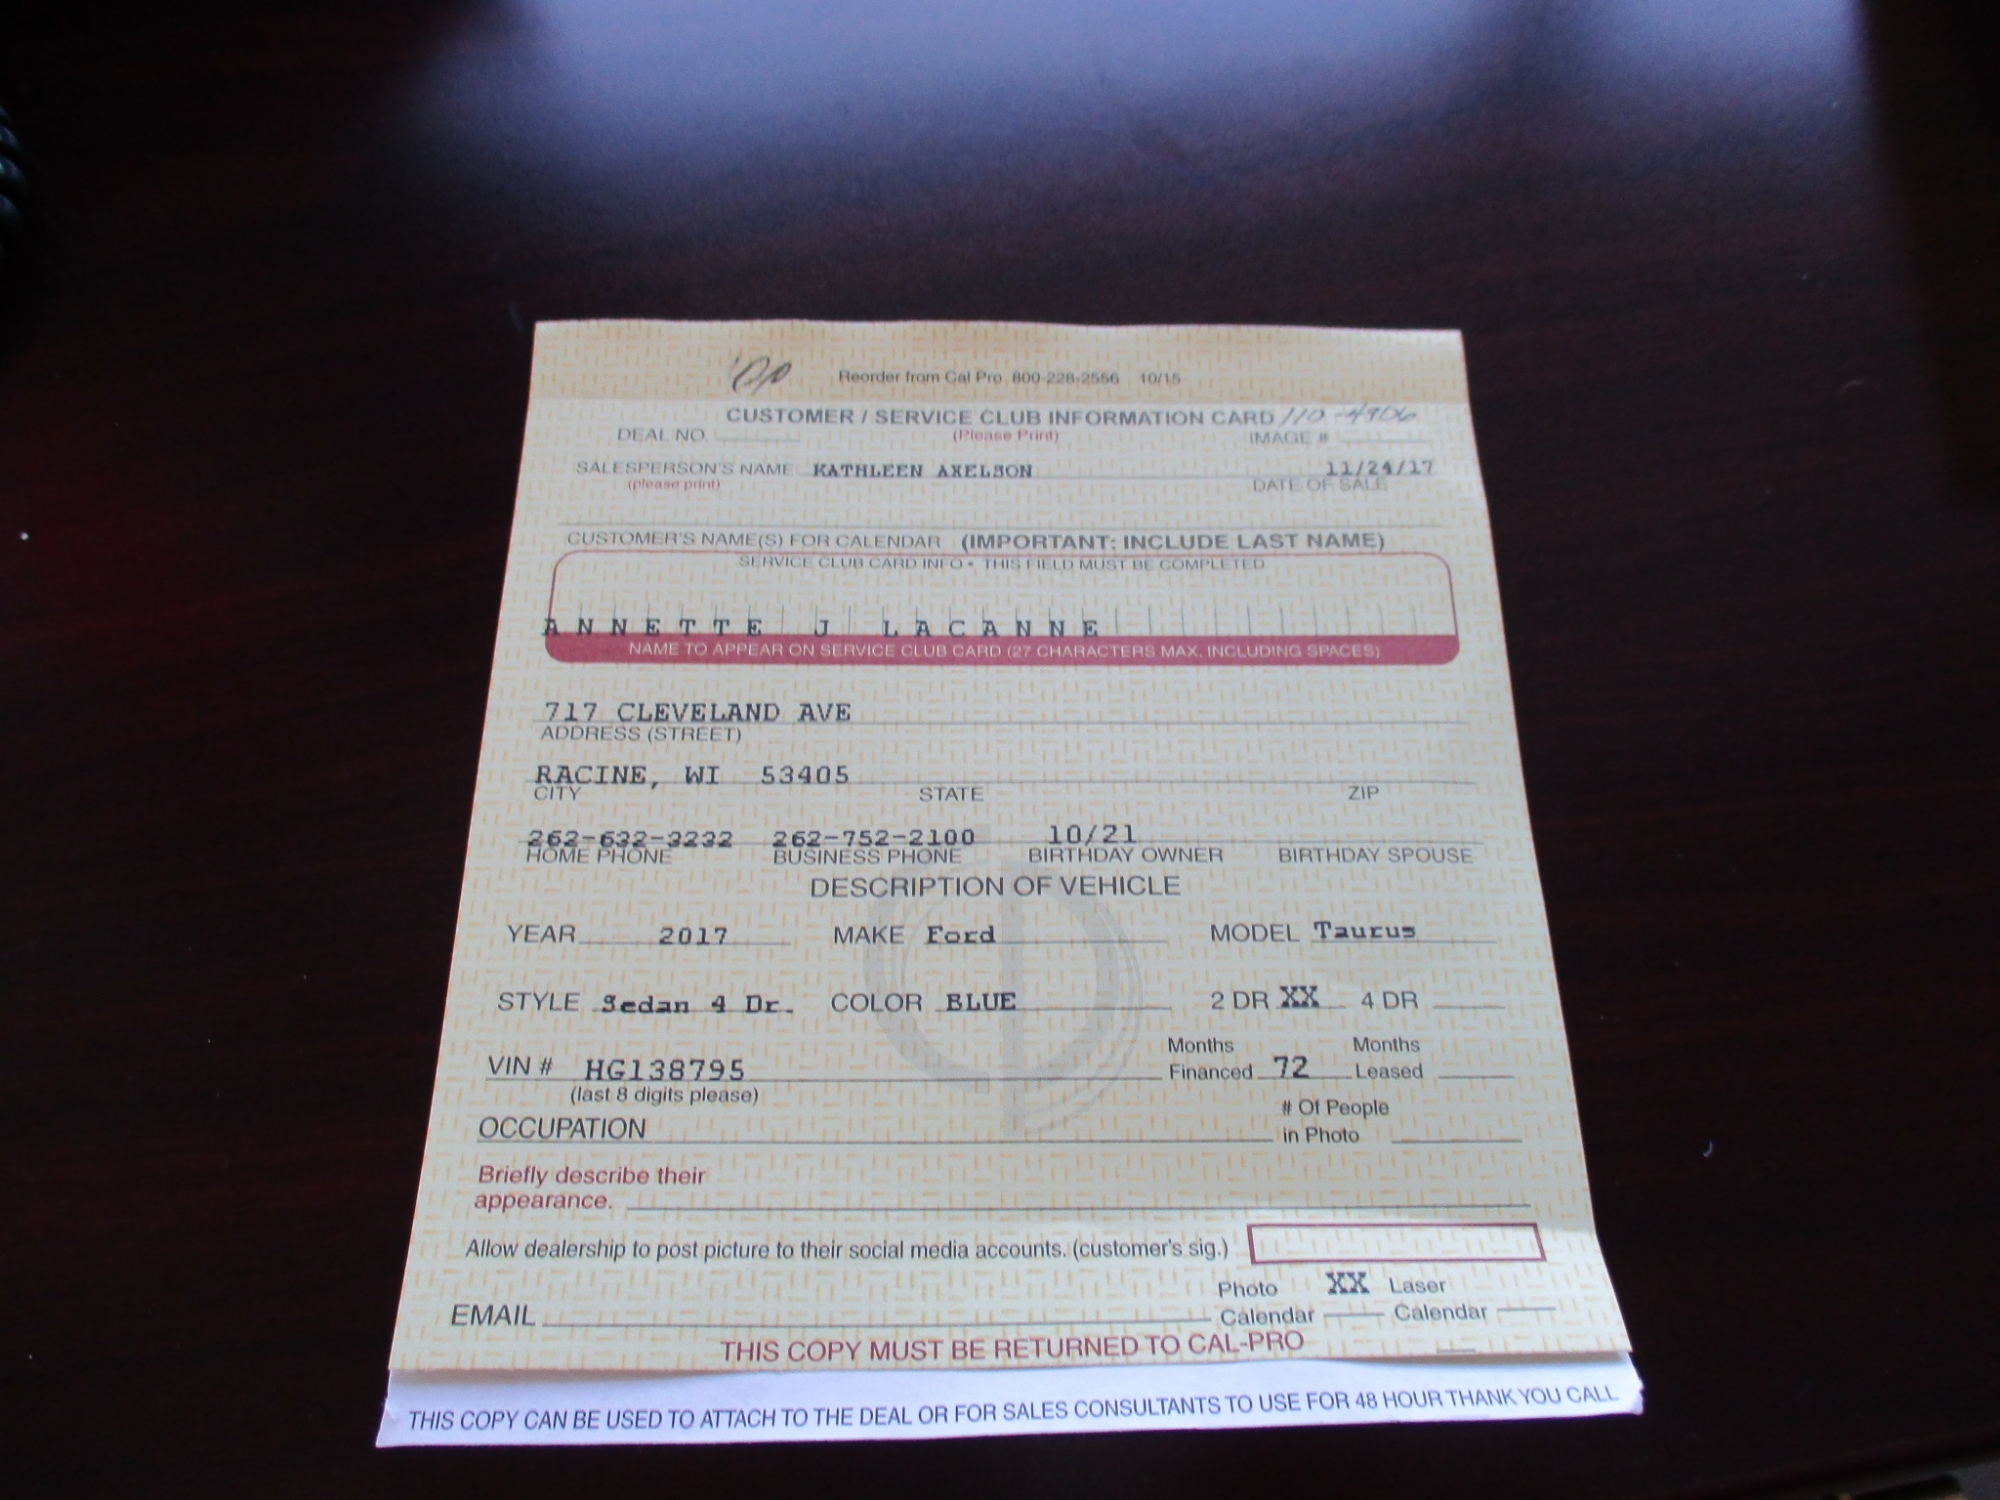 Reorder from Cal Pro 800-228-2556 10/15
CUSTOMER / SERVICE CLUB INFORMATION CARD 110-4906
DEAL NO. (Please Print) IMAGE #
SALESPERSON'S NAME KATHLEEN AXELSON 11/24/17
(please print) DATE OF SALE
CUSTOMER'S NAME(S) FOR CALENDAR (IMPORTANT: INCLUDE LAST NAME)
SERVICE CLUB CARD INFO • THIS FIELD MUST BE COMPLETED
ANNETTE J LACANNE
NAME TO APPEAR ON SERVICE CLUB CARD (27 CHARACTERS MAX. INCLUDING SPACES)
717 CLEVELAND AVE
ADDRESS (STREET)
RACINE, WI 53405
CITY STATE ZIP
262-632-3232 262-752-2100 10/21
HOME PHONE BUSINESS PHONE BIRTHDAY OWNER BIRTHDAY SPOUSE
DESCRIPTION OF VEHICLE
YEAR 2017 MAKE Ford MODEL Taurus
STYLE Sedan 4 Dr. COLOR BLUE 2 DR XX 4 DR
Months Months
VIN # HG138795 Financed 72 Leased
(last 8 digits please)
# Of People
OCCUPATION in Photo
Briefly describe their
appearance.
Allow dealership to post picture to their social media accounts. (customer's sig.)
Photo XX Laser
EMAIL Calendar Calendar
THIS COPY MUST BE RETURNED TO CAL-PRO
THIS COPY CAN BE USED TO ATTACH TO THE DEAL OR FOR SALES CONSULTANTS TO USE FOR 48 HOUR THANK YOU CALL